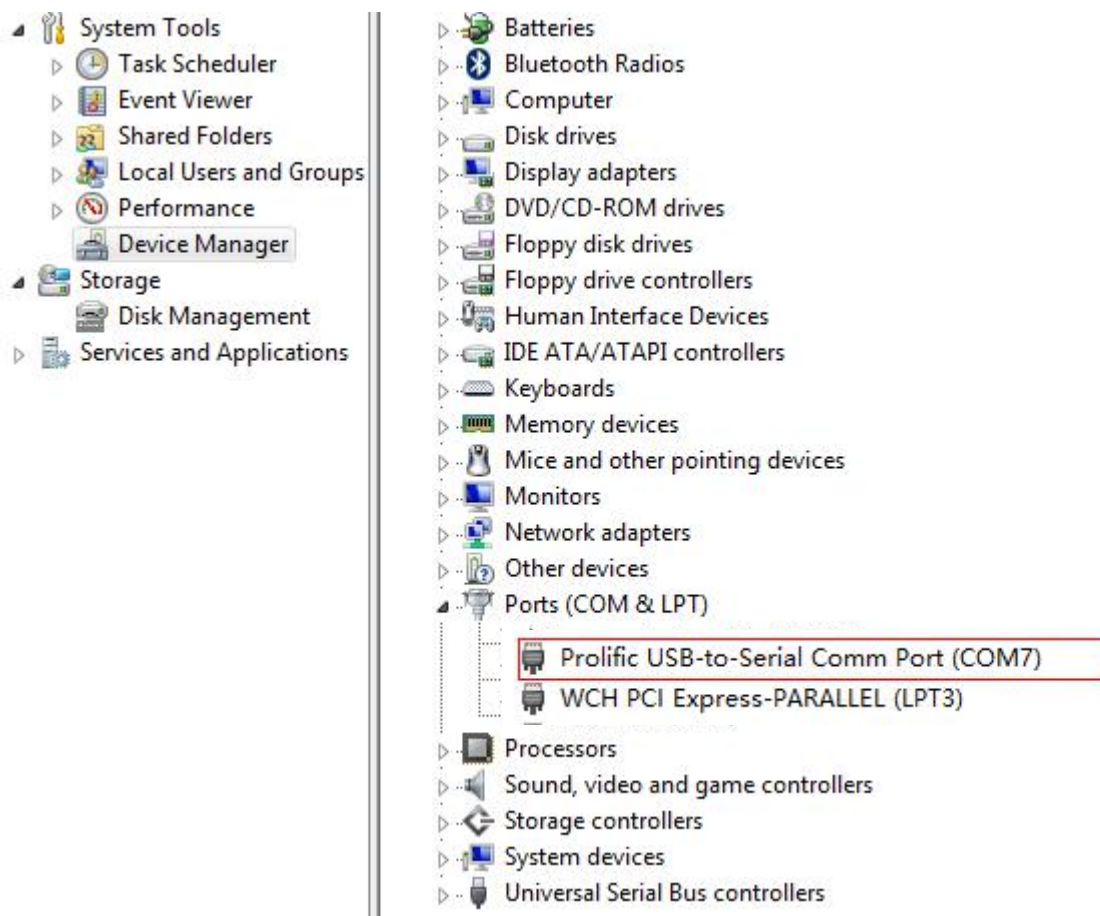 System Tools
Task Scheduler
Event Viewer
Shared Folders
Local Users and Groups
Performance
Device Manager
Storage
Disk Management
Services and Applications
Batteries
Bluetooth Radios
Computer
Disk drives
Display adapters
DVD/CD-ROM drives
Floppy disk drives
Floppy drive controllers
Human Interface Devices
IDE ATA/ATAPI controllers
Keyboards
Memory devices
Mice and other pointing devices
Monitors
Network adapters
Other devices
Ports (COM & LPT)
Prolific USB-to-Serial Comm Port (COM7)
WCH PCI Express-PARALLEL (LPT3)
Processors
Sound, video and game controllers
Storage controllers
System devices
Universal Serial Bus controllers